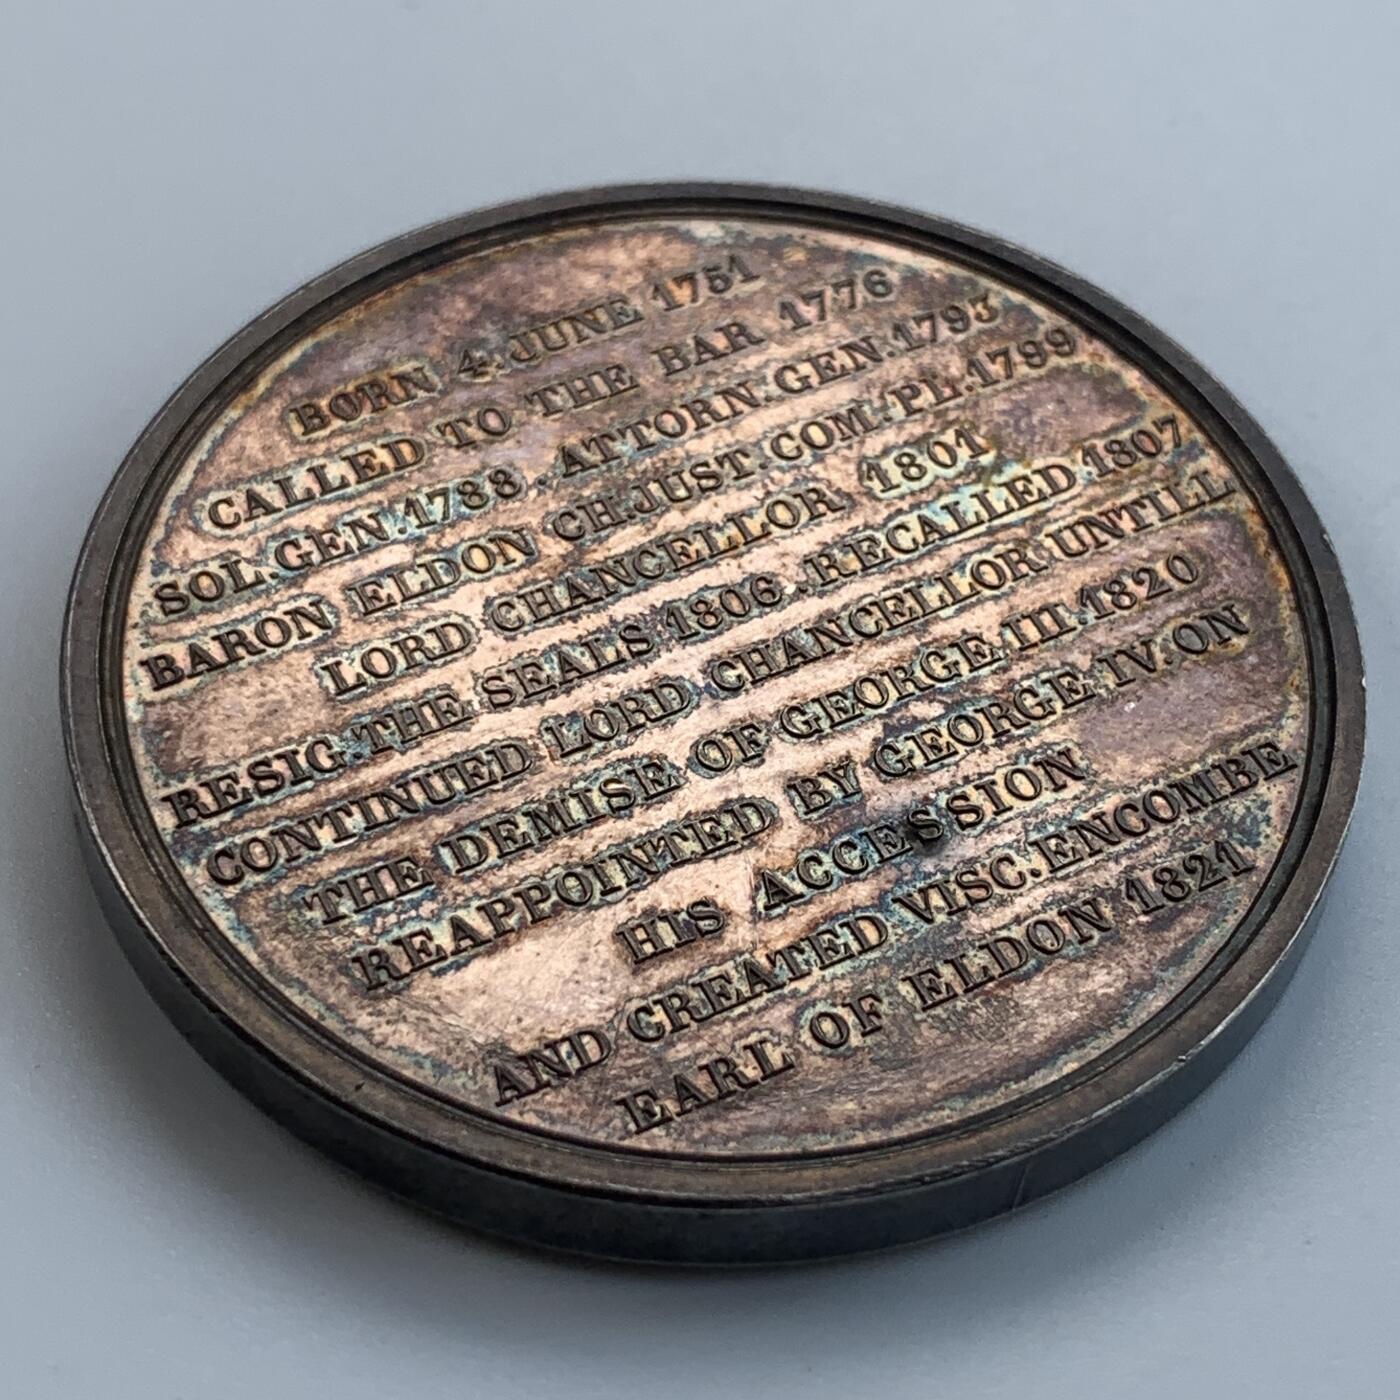 BORN 4. JUNE 1751
CALLED TO THE BAR 1776
SOL.GEN.1788. ATTORN.GEN.1793
BARON ELDON CH.JUST.COM.PL.1799
LORD CHANCELLOR 1801
RESIG.THE SEALS 1806.RECALLED 1807
CONTINUED LORD CHANCELLOR UNTILL
THE DEMISE OF GEORGE III 1820
REAPPOINTED BY GEORGE IV. ON
HIS ACCESSION
AND CREATED VISC.ENCOMBE
EARL OF ELDON 1821